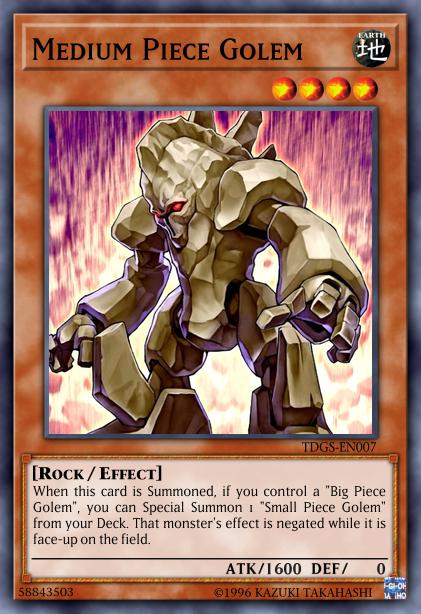 MEDIUM PIECE GOLEM
EARTH
地
TDGS-EN007
[ROCK / EFFECT]
When this card is Summoned, if you control a "Big Piece
Golem", you can Special Summon 1 "Small Piece Golem"
from your Deck. That monster's effect is negated while it is
face-up on the field.
ATK/1600 DEF/ 0
58843503
©1996 KAZUKI TAKAHASHI